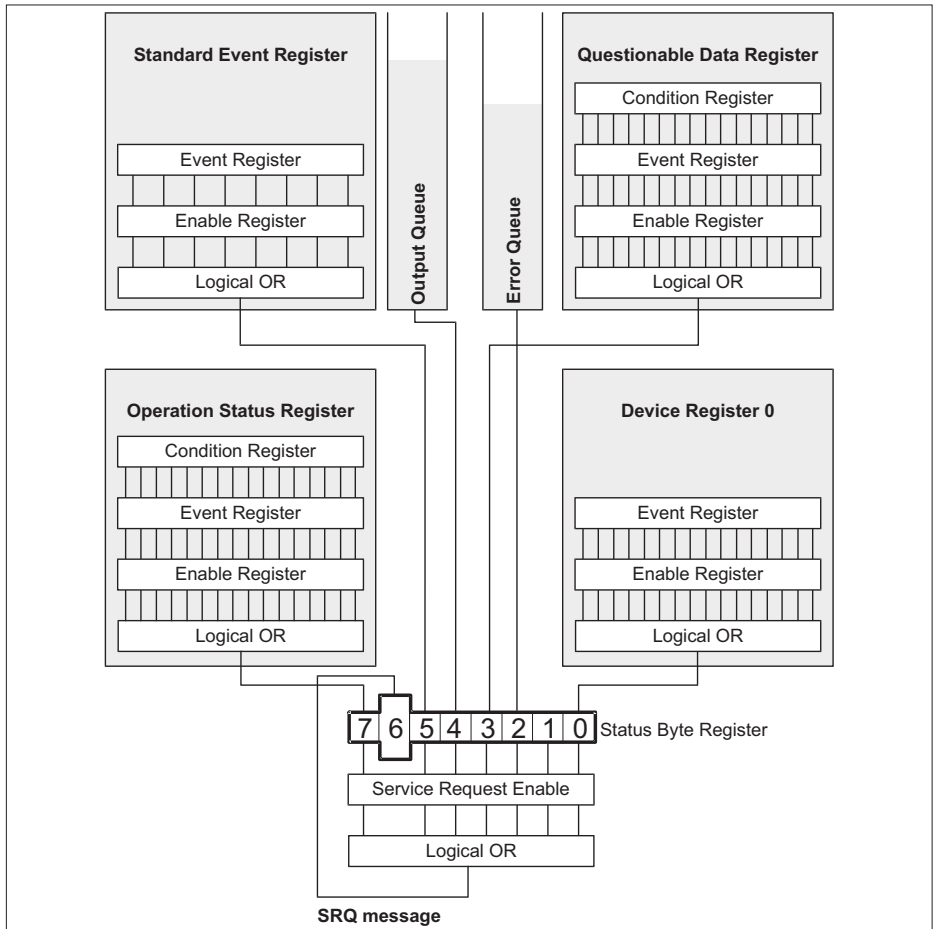 Standard Event Register
Event Register
Enable Register
Logical OR
Output Queue
Error Queue
Questionable Data Register
Condition Register
Event Register
Enable Register
Logical OR
Operation Status Register
Condition Register
Event Register
Enable Register
Logical OR
Device Register 0
Event Register
Enable Register
Logical OR
7 6 5 4 3 2 1 0 Status Byte Register
Service Request Enable
Logical OR
SRQ message